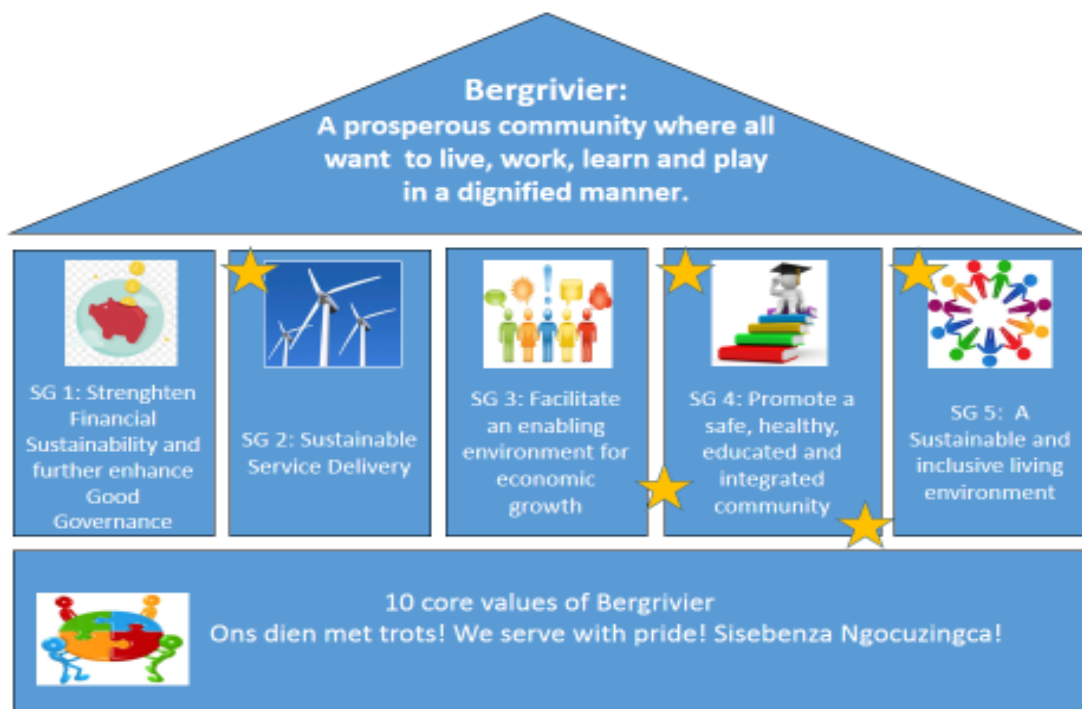 Bergrivier:
A prosperous community where all
want to live, work, learn and play
in a dignified manner.
SG 1: Strenghten
Financial
Sustainability and
further enhance
Good
Governance
SG 2: Sustainable
Service Delivery
SG 3: Facilitate
an enabling
environment for
economic
growth
SG 4: Promote a
safe, healthy,
educated and
integrated
community
SG 5: A
Sustainable and
inclusive living
environment
10 core values of Bergrivier
Ons dien met trots! We serve with pride! Sisebenza Ngocuzingca!